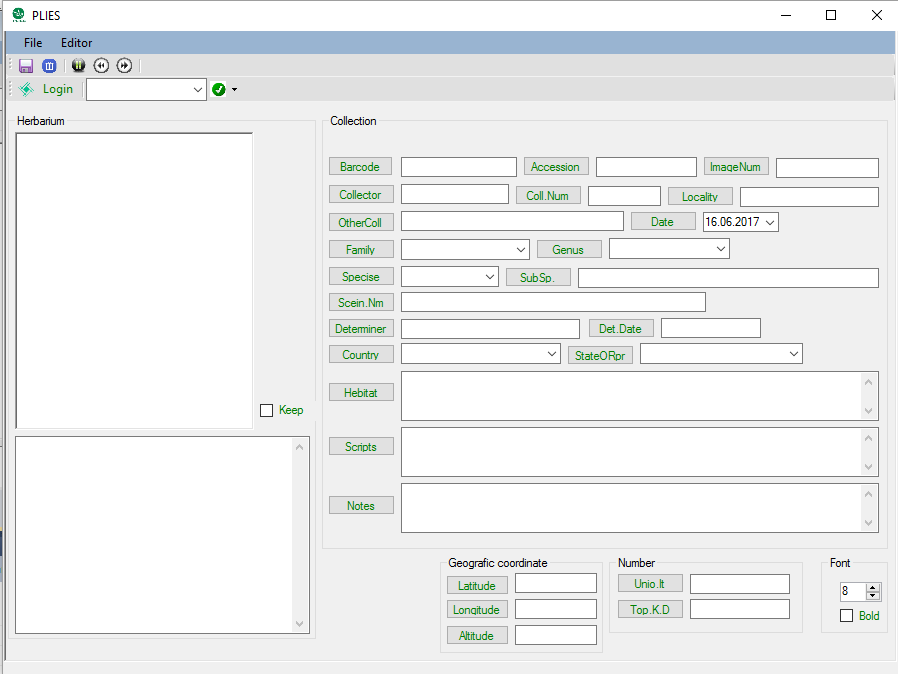 PLIES
File Editor
Login
Herbarium
Keep
Collection
Barcode Accession ImageNum
Collector Coll.Num Locality
OtherColl Date 16.06.2017
Family Genus
Specise SubSp.
Scein.Nm
Determiner Det.Date
Country StateORpr
Hebitat
Scripts
Notes
Geografic coordinate
Latitude
Longitude
Altitude
Number
Unio.It
Top.K.D
Font
8
Bold